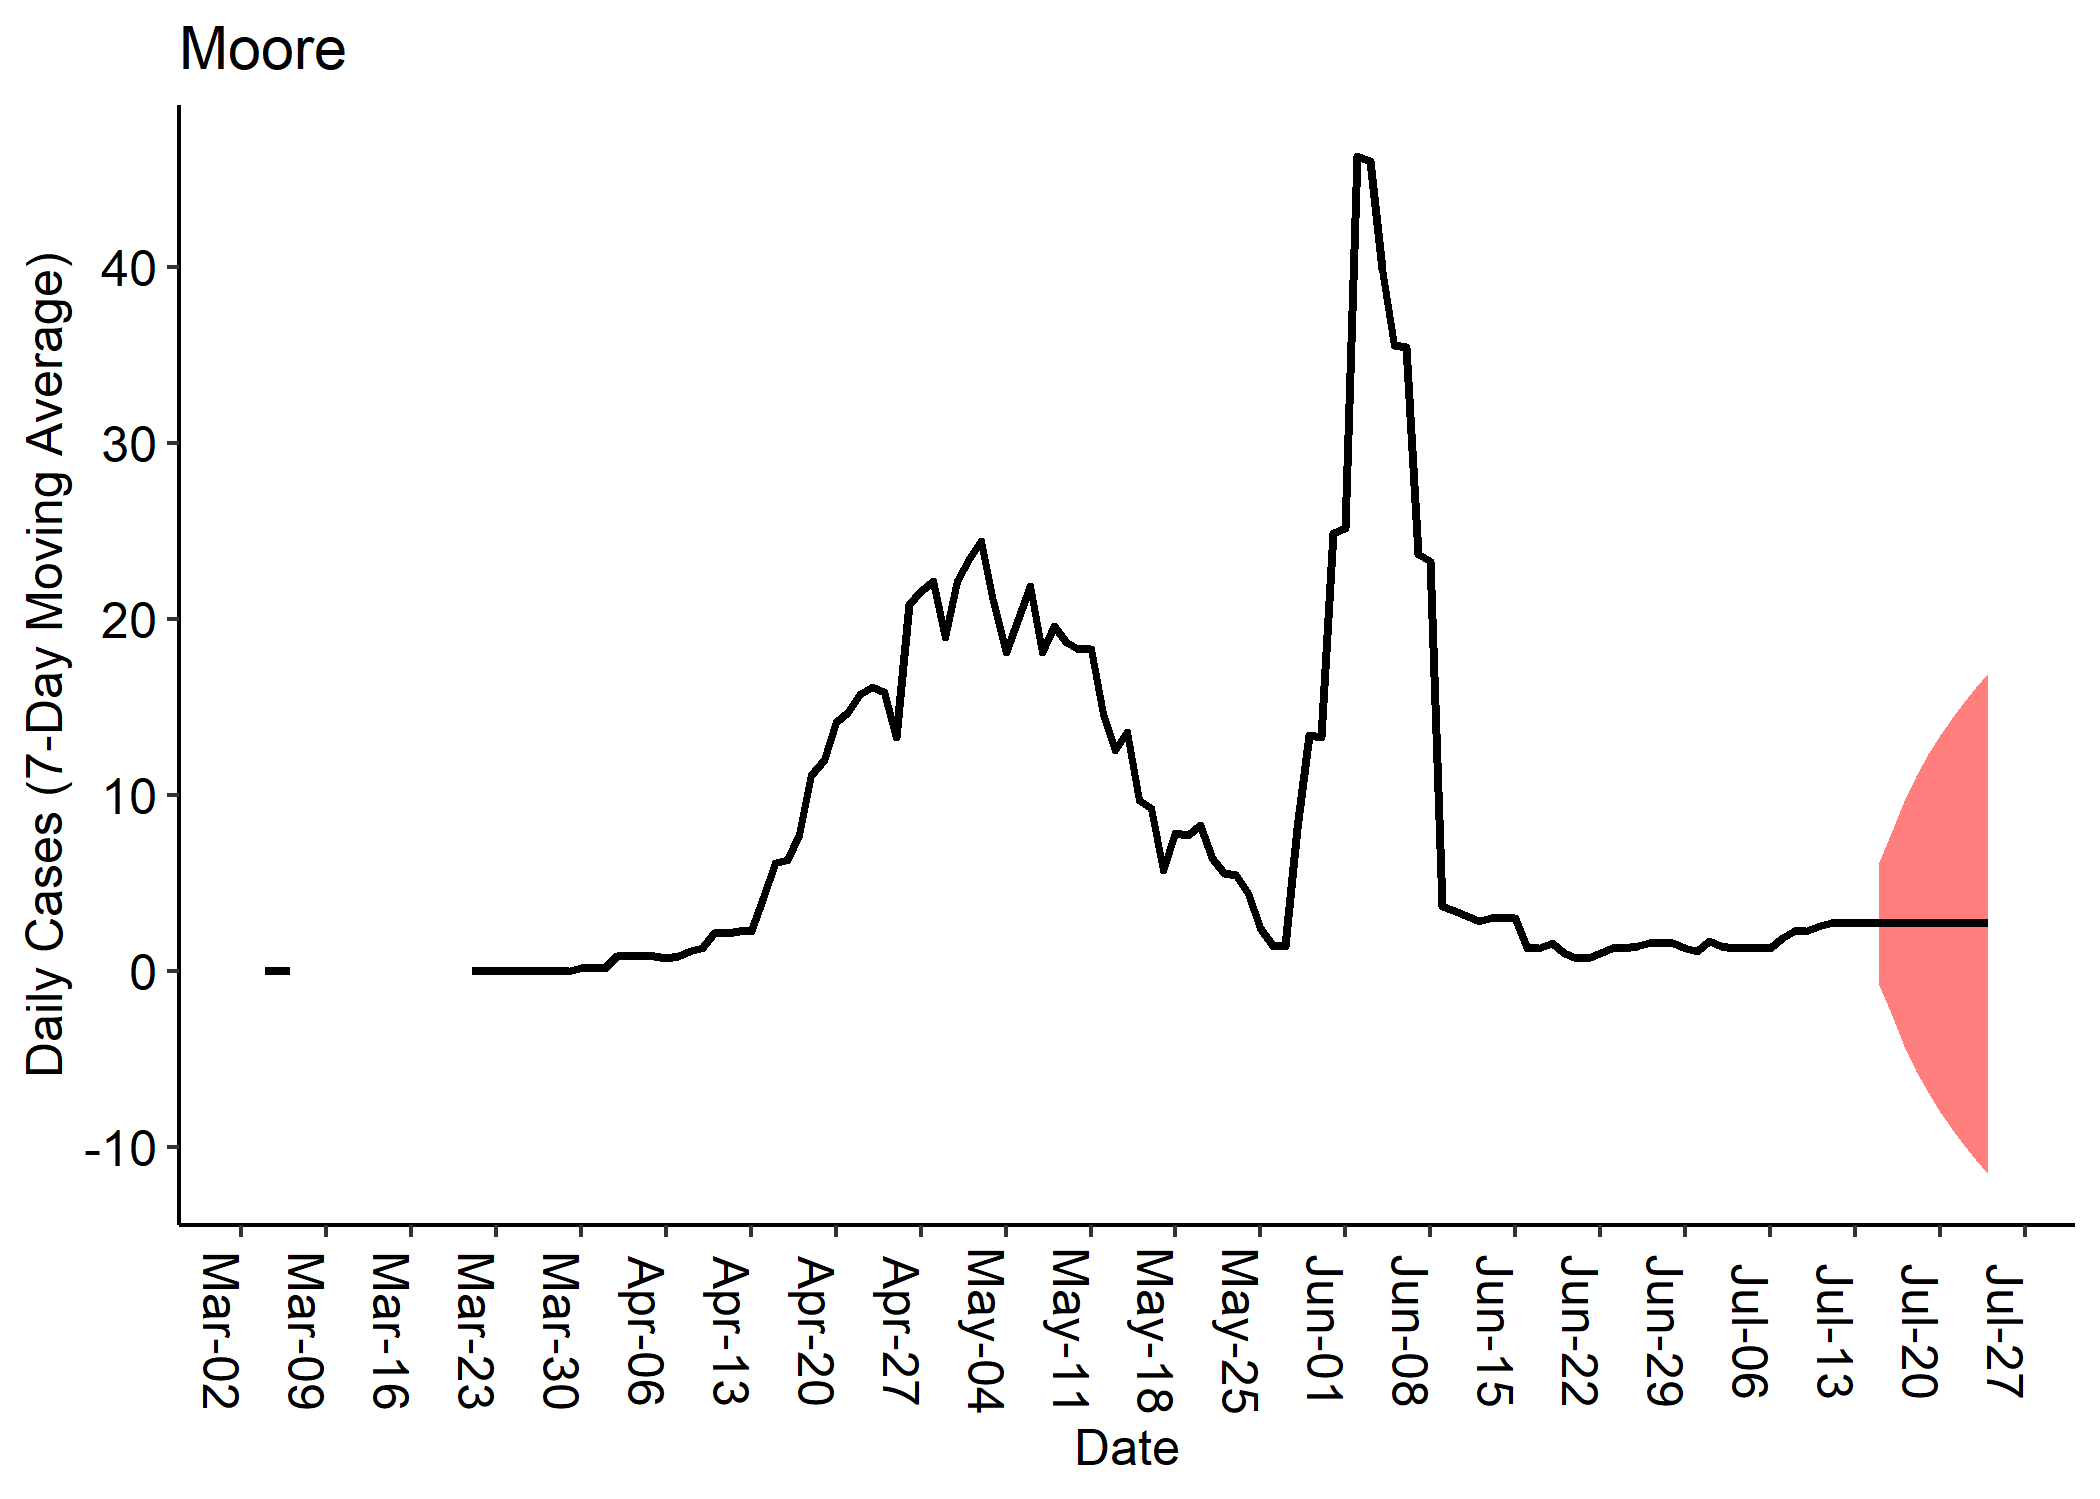 Moore
Daily Cases (7-Day Moving Average)
40
30
20
10
0
-10
Mar-02
Mar-09
Mar-16
Mar-23
Mar-30
Apr-06
Apr-13
Apr-20
Apr-27
May-04
May-11
May-18
May-25
Jun-01
Jun-08
Jun-15
Jun-22
Jun-29
Jul-06
Jul-13
Jul-20
Jul-27
Date